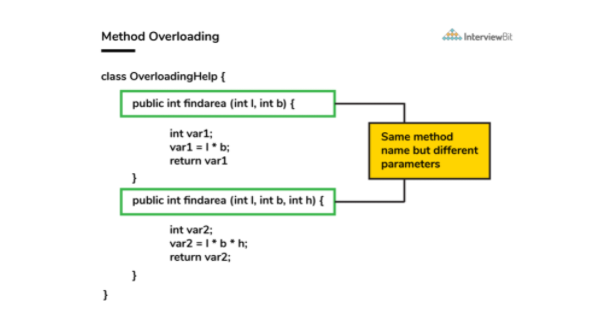 Method Overloading
InterviewBit
class OverloadingHelp {
public int findarea (int l, int b) {
int var1;
var1 = l * b;
return var1
}
Same method
name but different
parameters
public int findarea (int l, int b, int h) {
int var2;
var2 = l * b * h;
return var2;
}
}